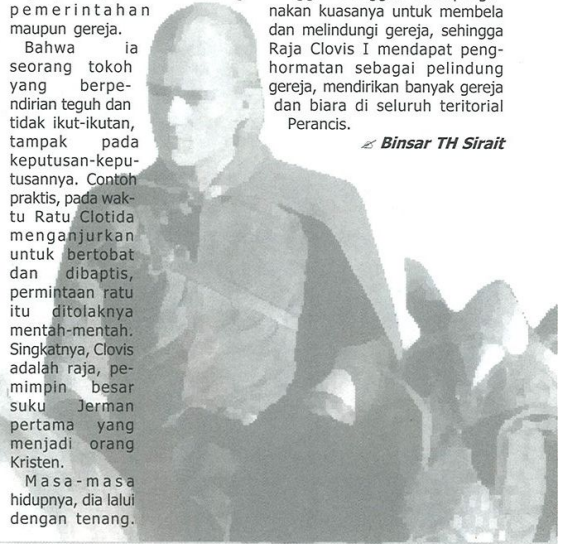 pemerintahan
maupun gereja.
Bahwa ia
seorang tokoh
yang berpe-
ndirian teguh dan
tidak ikut-ikutan,
tampak pada
keputusan-kepu-
tusannya. Contoh
praktis, pada wak-
tu Ratu Clotida
menganjurkan
untuk bertobat
dan dibaptis,
permintaan ratu
itu ditolaknya
mentah-mentah.
Singkatnya, Clovis
adalah raja, pe-
mimpin besar
suku Jerman
pertama yang
menjadi orang
Kristen.
Masa-masa
hidupnya, dia lalui
dengan tenang.
nakan kuasanya untuk membela
dan melindungi gereja, sehingga
Raja Clovis I mendapat peng-
hormatan sebagai pelindung
gereja, mendirikan banyak gereja
dan biara di seluruh teritorial
Perancis.
✍ Binsar TH Sirait